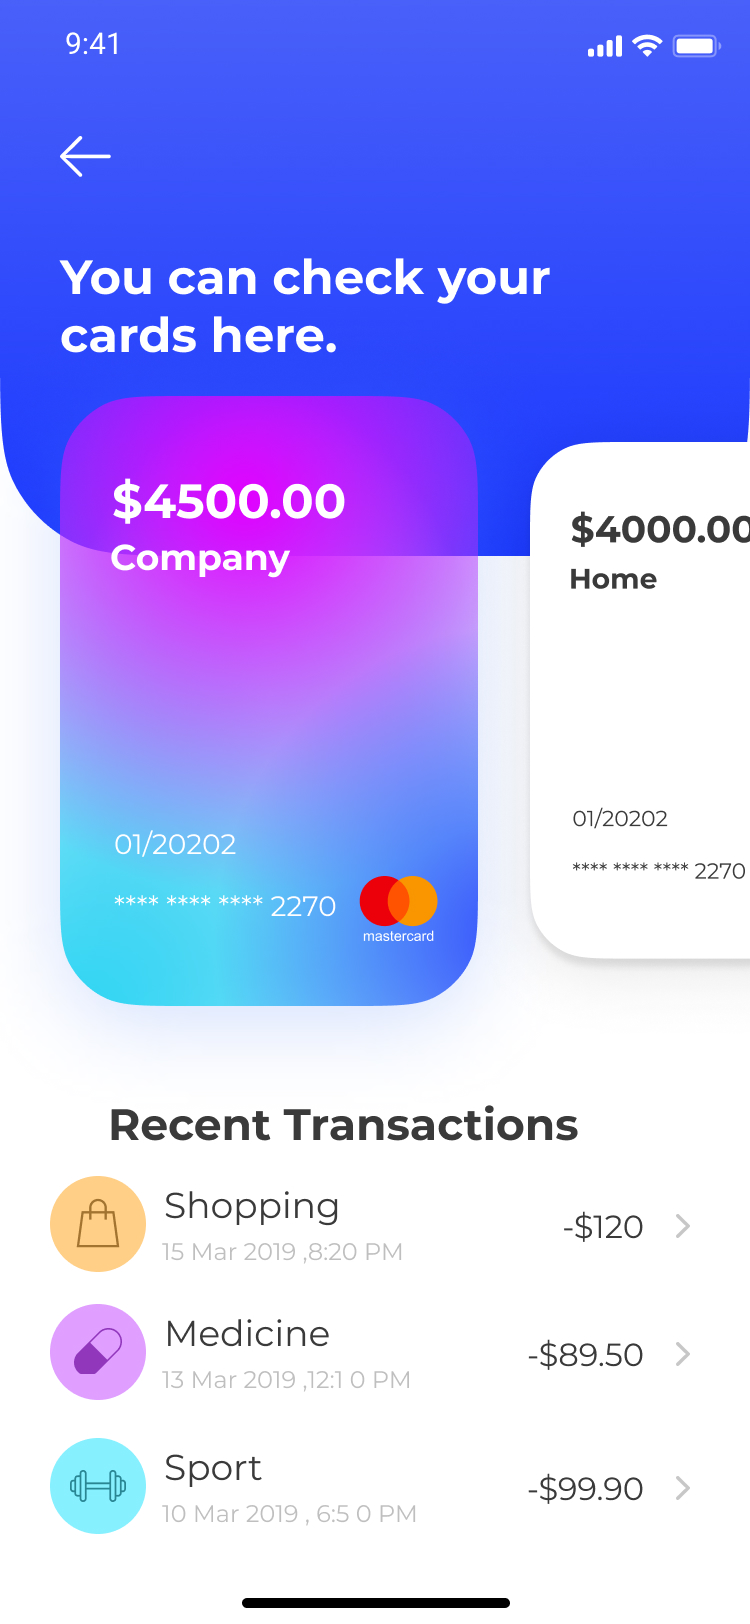 9:41
You can check your
cards here.
$4500.00
Company
01/20202
**** **** **** 2270
mastercard
$4000.00
Home
01/20202
**** **** **** 2270
Recent Transactions
Shopping
15 Mar 2019 ,8:20 PM
-$120
Medicine
13 Mar 2019 ,12:1 0 PM
-$89.50
Sport
10 Mar 2019 , 6:5 0 PM
-$99.90